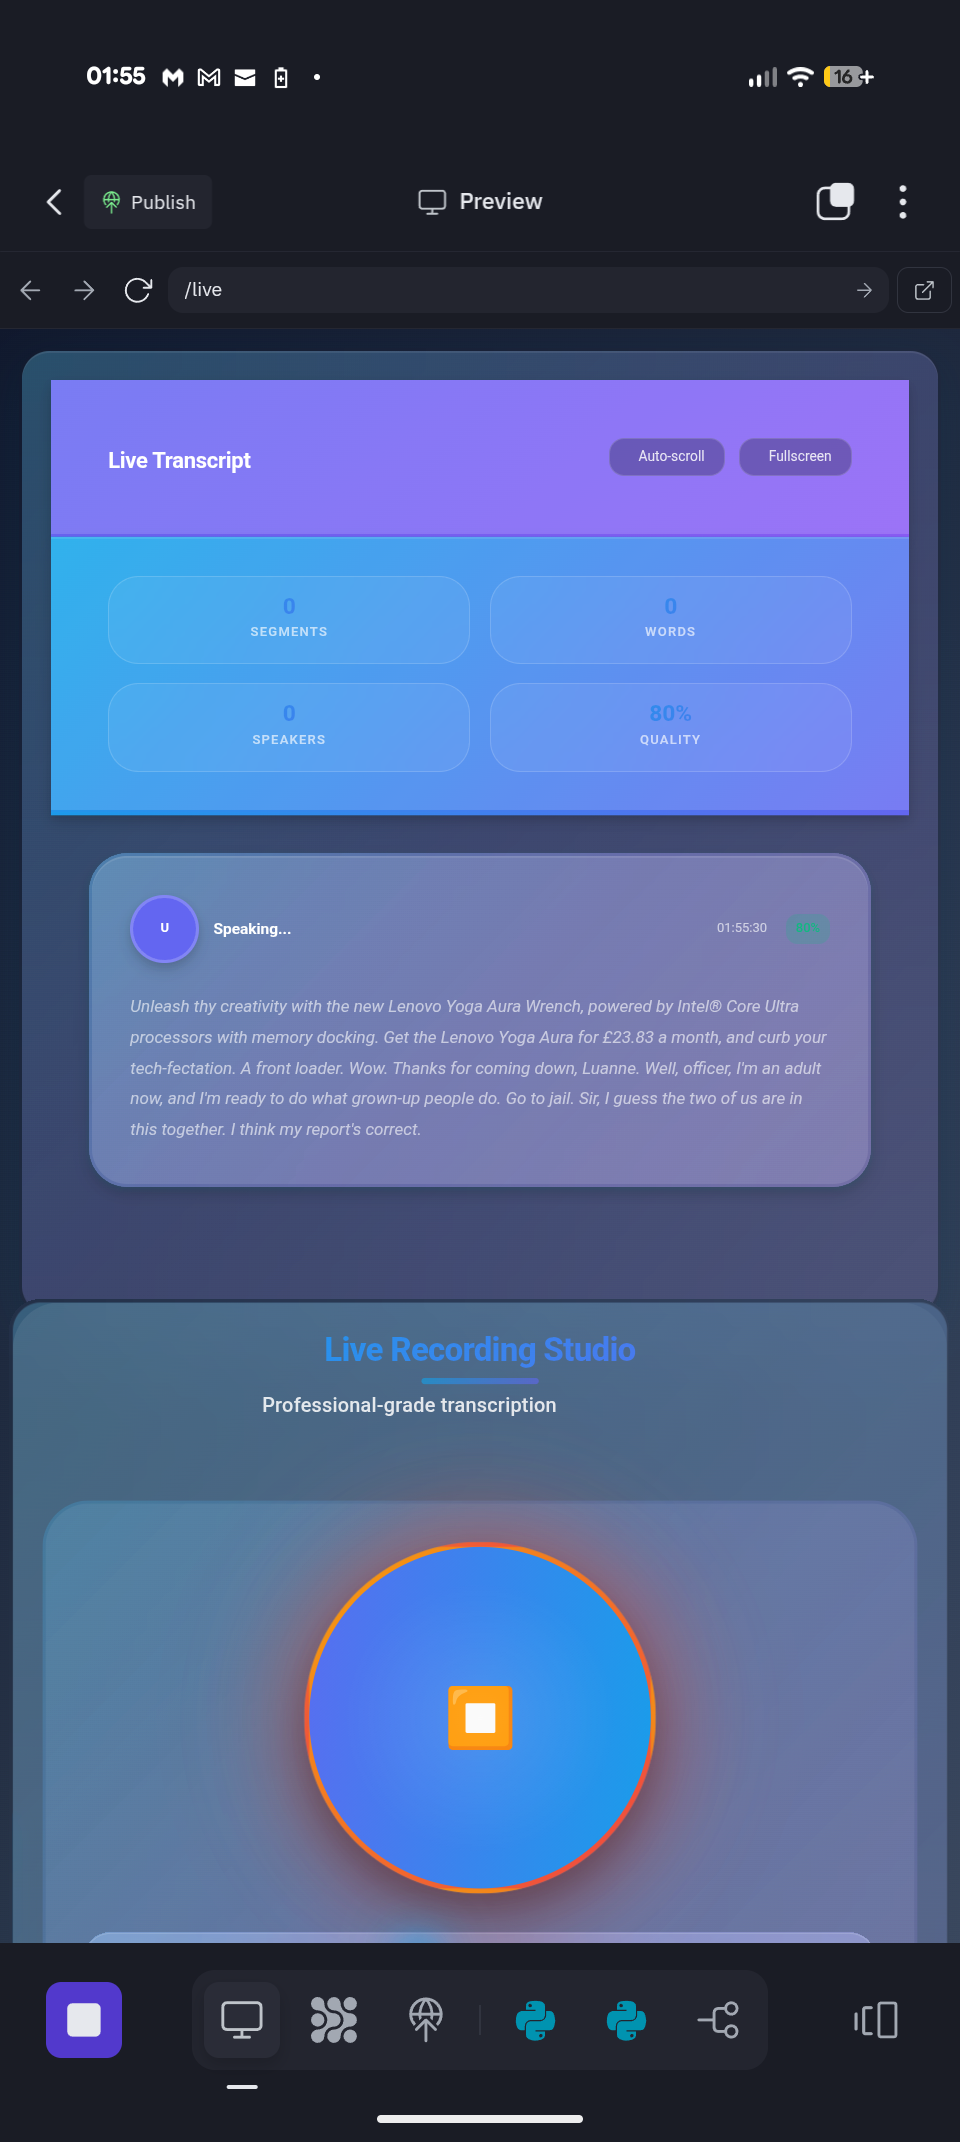 01:55
16+
Publish
Preview
/live
Live Transcript
Auto-scroll
Fullscreen
0
SEGMENTS
0
WORDS
0
SPEAKERS
80%
QUALITY
U
Speaking...
01:55:30
80%
Unleash thy creativity with the new Lenovo Yoga Aura Wrench, powered by Intel® Core Ultra
processors with memory docking. Get the Lenovo Yoga Aura for £23.83 a month, and curb your
tech-fectation. A front loader. Wow. Thanks for coming down, Luanne. Well, officer, I'm an adult
now, and I'm ready to do what grown-up people do. Go to jail. Sir, I guess the two of us are in
this together. I think my report's correct.
Live Recording Studio
Professional-grade transcription